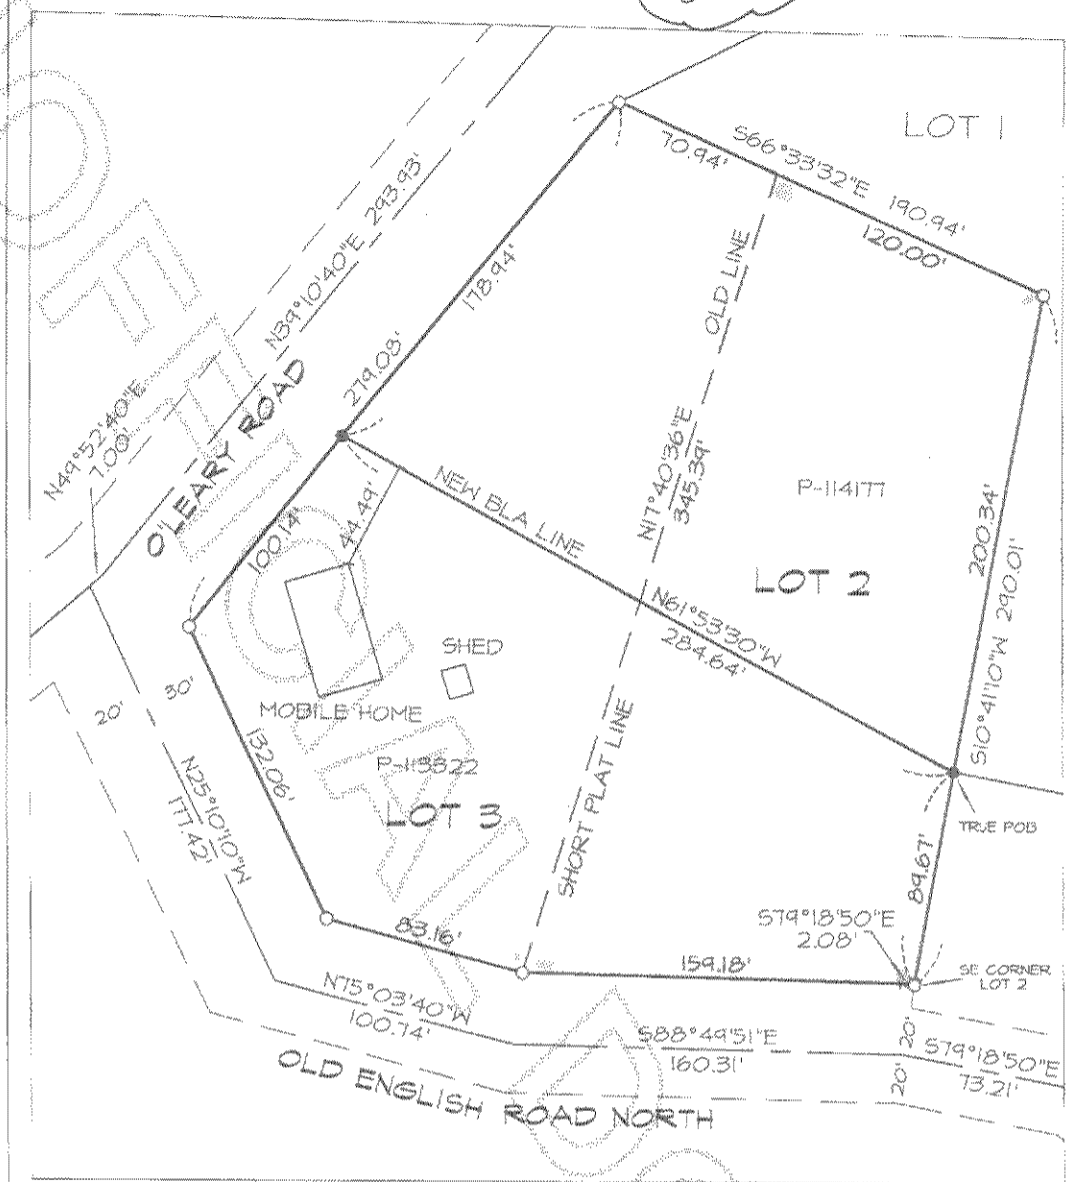 LOT 1
S66°33'32"E 190.94'
70.94'
120.00'
N39°10'40"E 293.93'
178.94'
OLD LINE
279.08'
N49°52'40"E
7.00'
O'LEARY ROAD
N17°40'36"E
345.39'
P-114177
200.34'
NEW BLA LINE
44.49'
100.14'
LOT 2
S10°41'10"W 290.01'
N61°53'30"W
284.64'
SHED
20'
30'
MOBILE HOME
132.06'
P-113322
N25°10'10"W
177.42'
LOT 3
SHORT PLAT LINE
TRUE POB
89.67'
83.16'
S79°18'50"E
2.08'
159.18'
SE CORNER
LOT 2
N75°03'40"W
100.74'
S88°49'51"E
160.31'
20'
S79°18'50"E
73.21'
20'
OLD ENGLISH ROAD NORTH